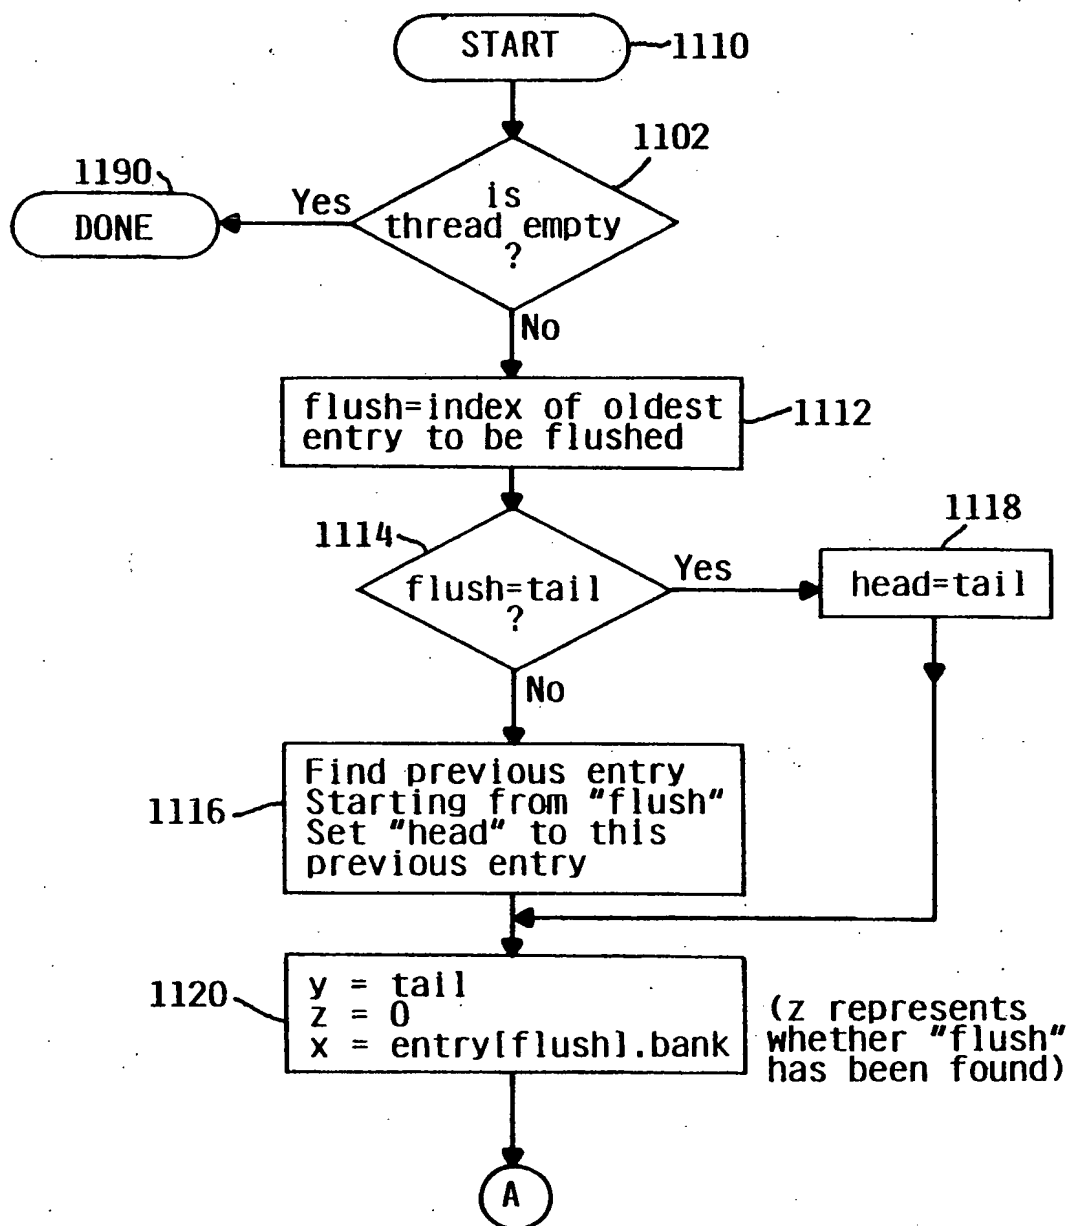 START
1110
1102
1190
DONE
Yes
is
thread empty
?
No
flush=index of oldest
entry to be flushed
1112
1114
flush=tail
?
Yes
1118
head=tail
No
1116
Find previous entry
Starting from "flush"
Set "head" to this
previous entry
1120
y = tail
z = 0
x = entry[flush].bank
(z represents
whether "flush"
has been found)
A